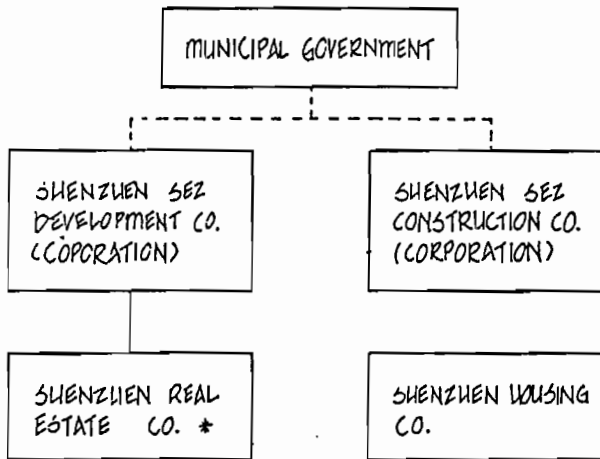 MUNICIPAL GOVERNMENT
SHENZHEN SEZ
DEVELOPMENT CO.
(COPORATION)
SHENZHEN SEZ
CONSTRUCTION CO.
(CORPORATION)
SHENZHEN REAL
ESTATE CO. *
SHENZHEN HOUSING
CO.